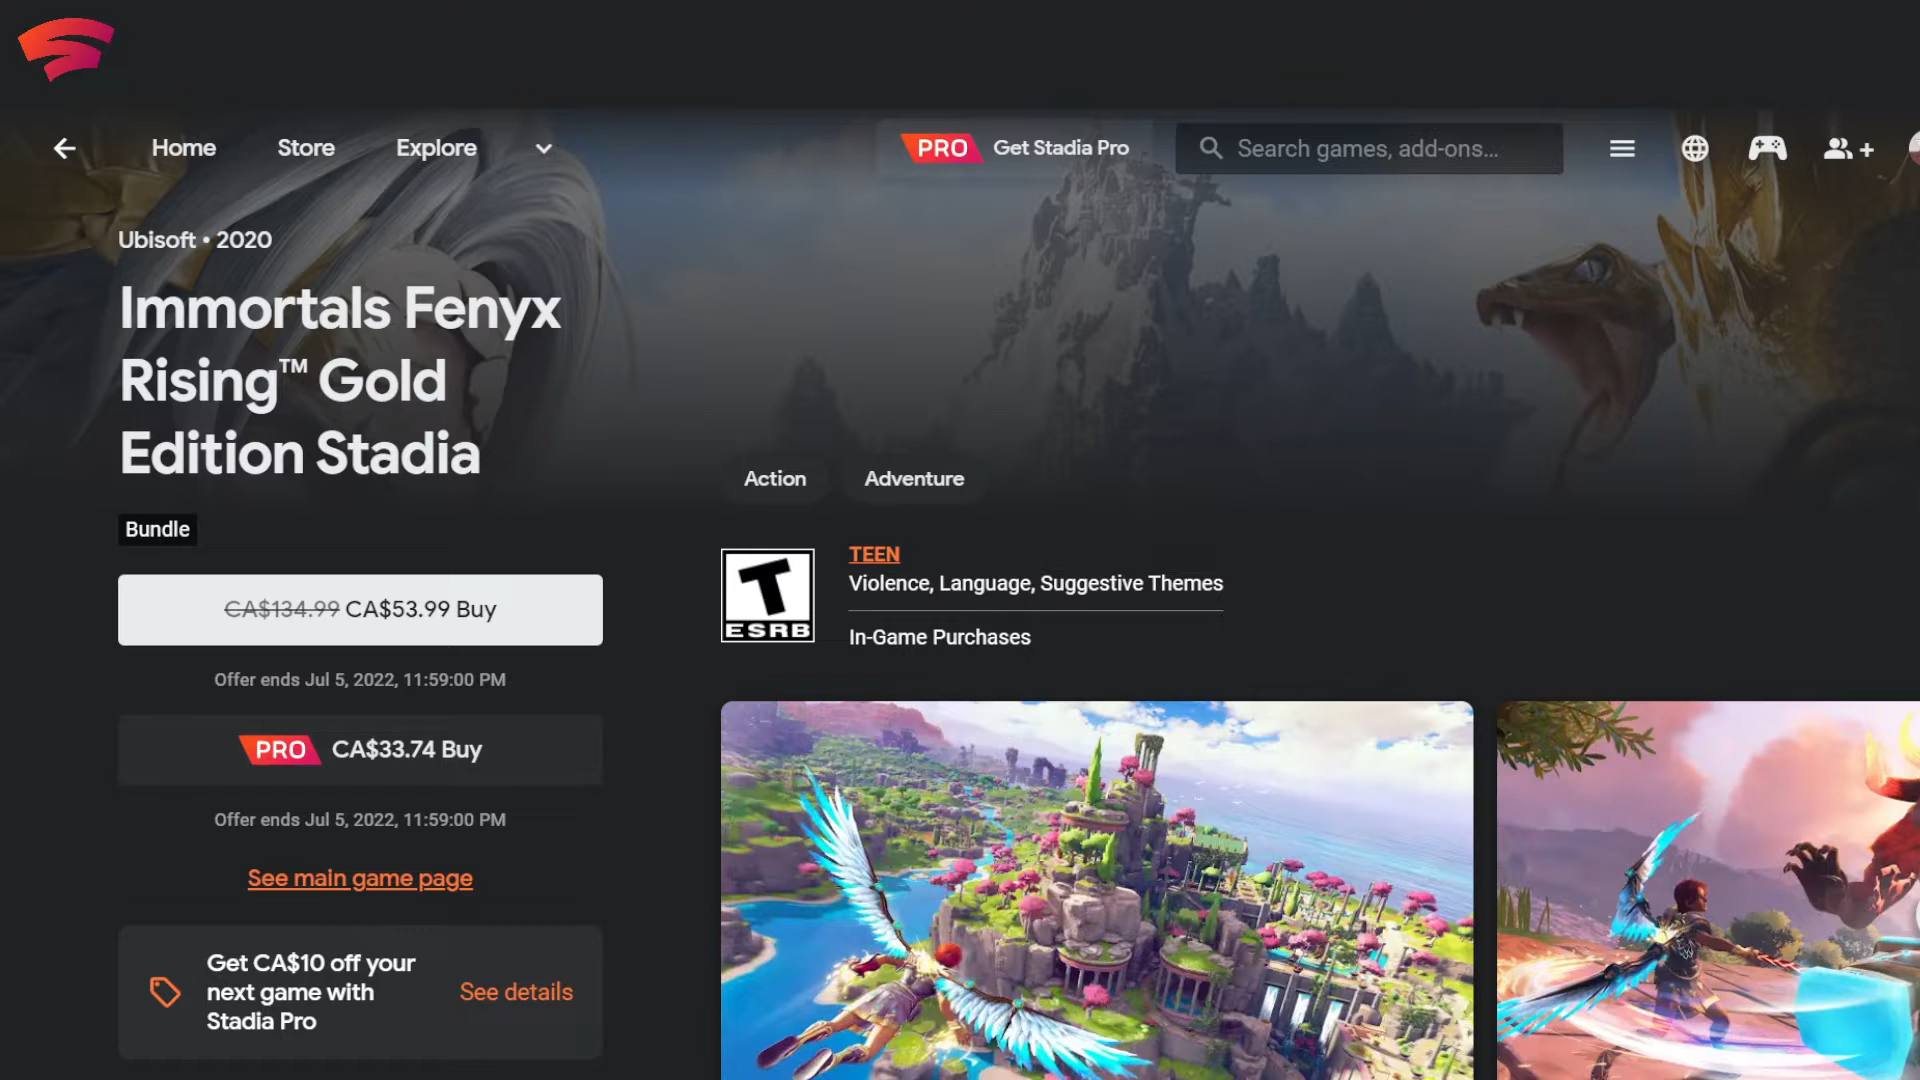 Home Store Explore PRO Get Stadia Pro Search games, add-ons...
Ubisoft • 2020
Immortals Fenyx
Rising™ Gold
Edition Stadia
Bundle
CA$134.99 CA$53.99 Buy
Offer ends Jul 5, 2022, 11:59:00 PM
PRO CA$33.74 Buy
Offer ends Jul 5, 2022, 11:59:00 PM
See main game page
Get CA$10 off your
next game with
Stadia Pro
See details
Action Adventure
T
ESRB
TEEN
Violence, Language, Suggestive Themes
In-Game Purchases